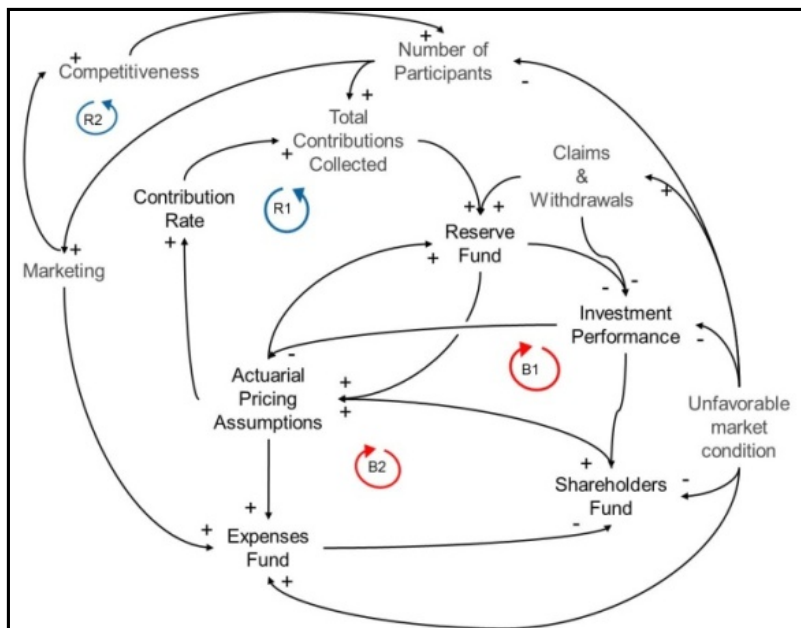 +
Competitiveness
R2
+
Number of
Participants
-
+
Total
Contributions
Collected
+
Claims
&
Withdrawals
+
Contribution
Rate
+
R1
+ +
Reserve
Fund
+
+
Marketing
- -
Investment
Performance
-
B1
-
Actuarial
Pricing
Assumptions
+
+
Unfavorable
market
condition
B2
+
Shareholders
Fund
-
-
+
+
Expenses
Fund
+